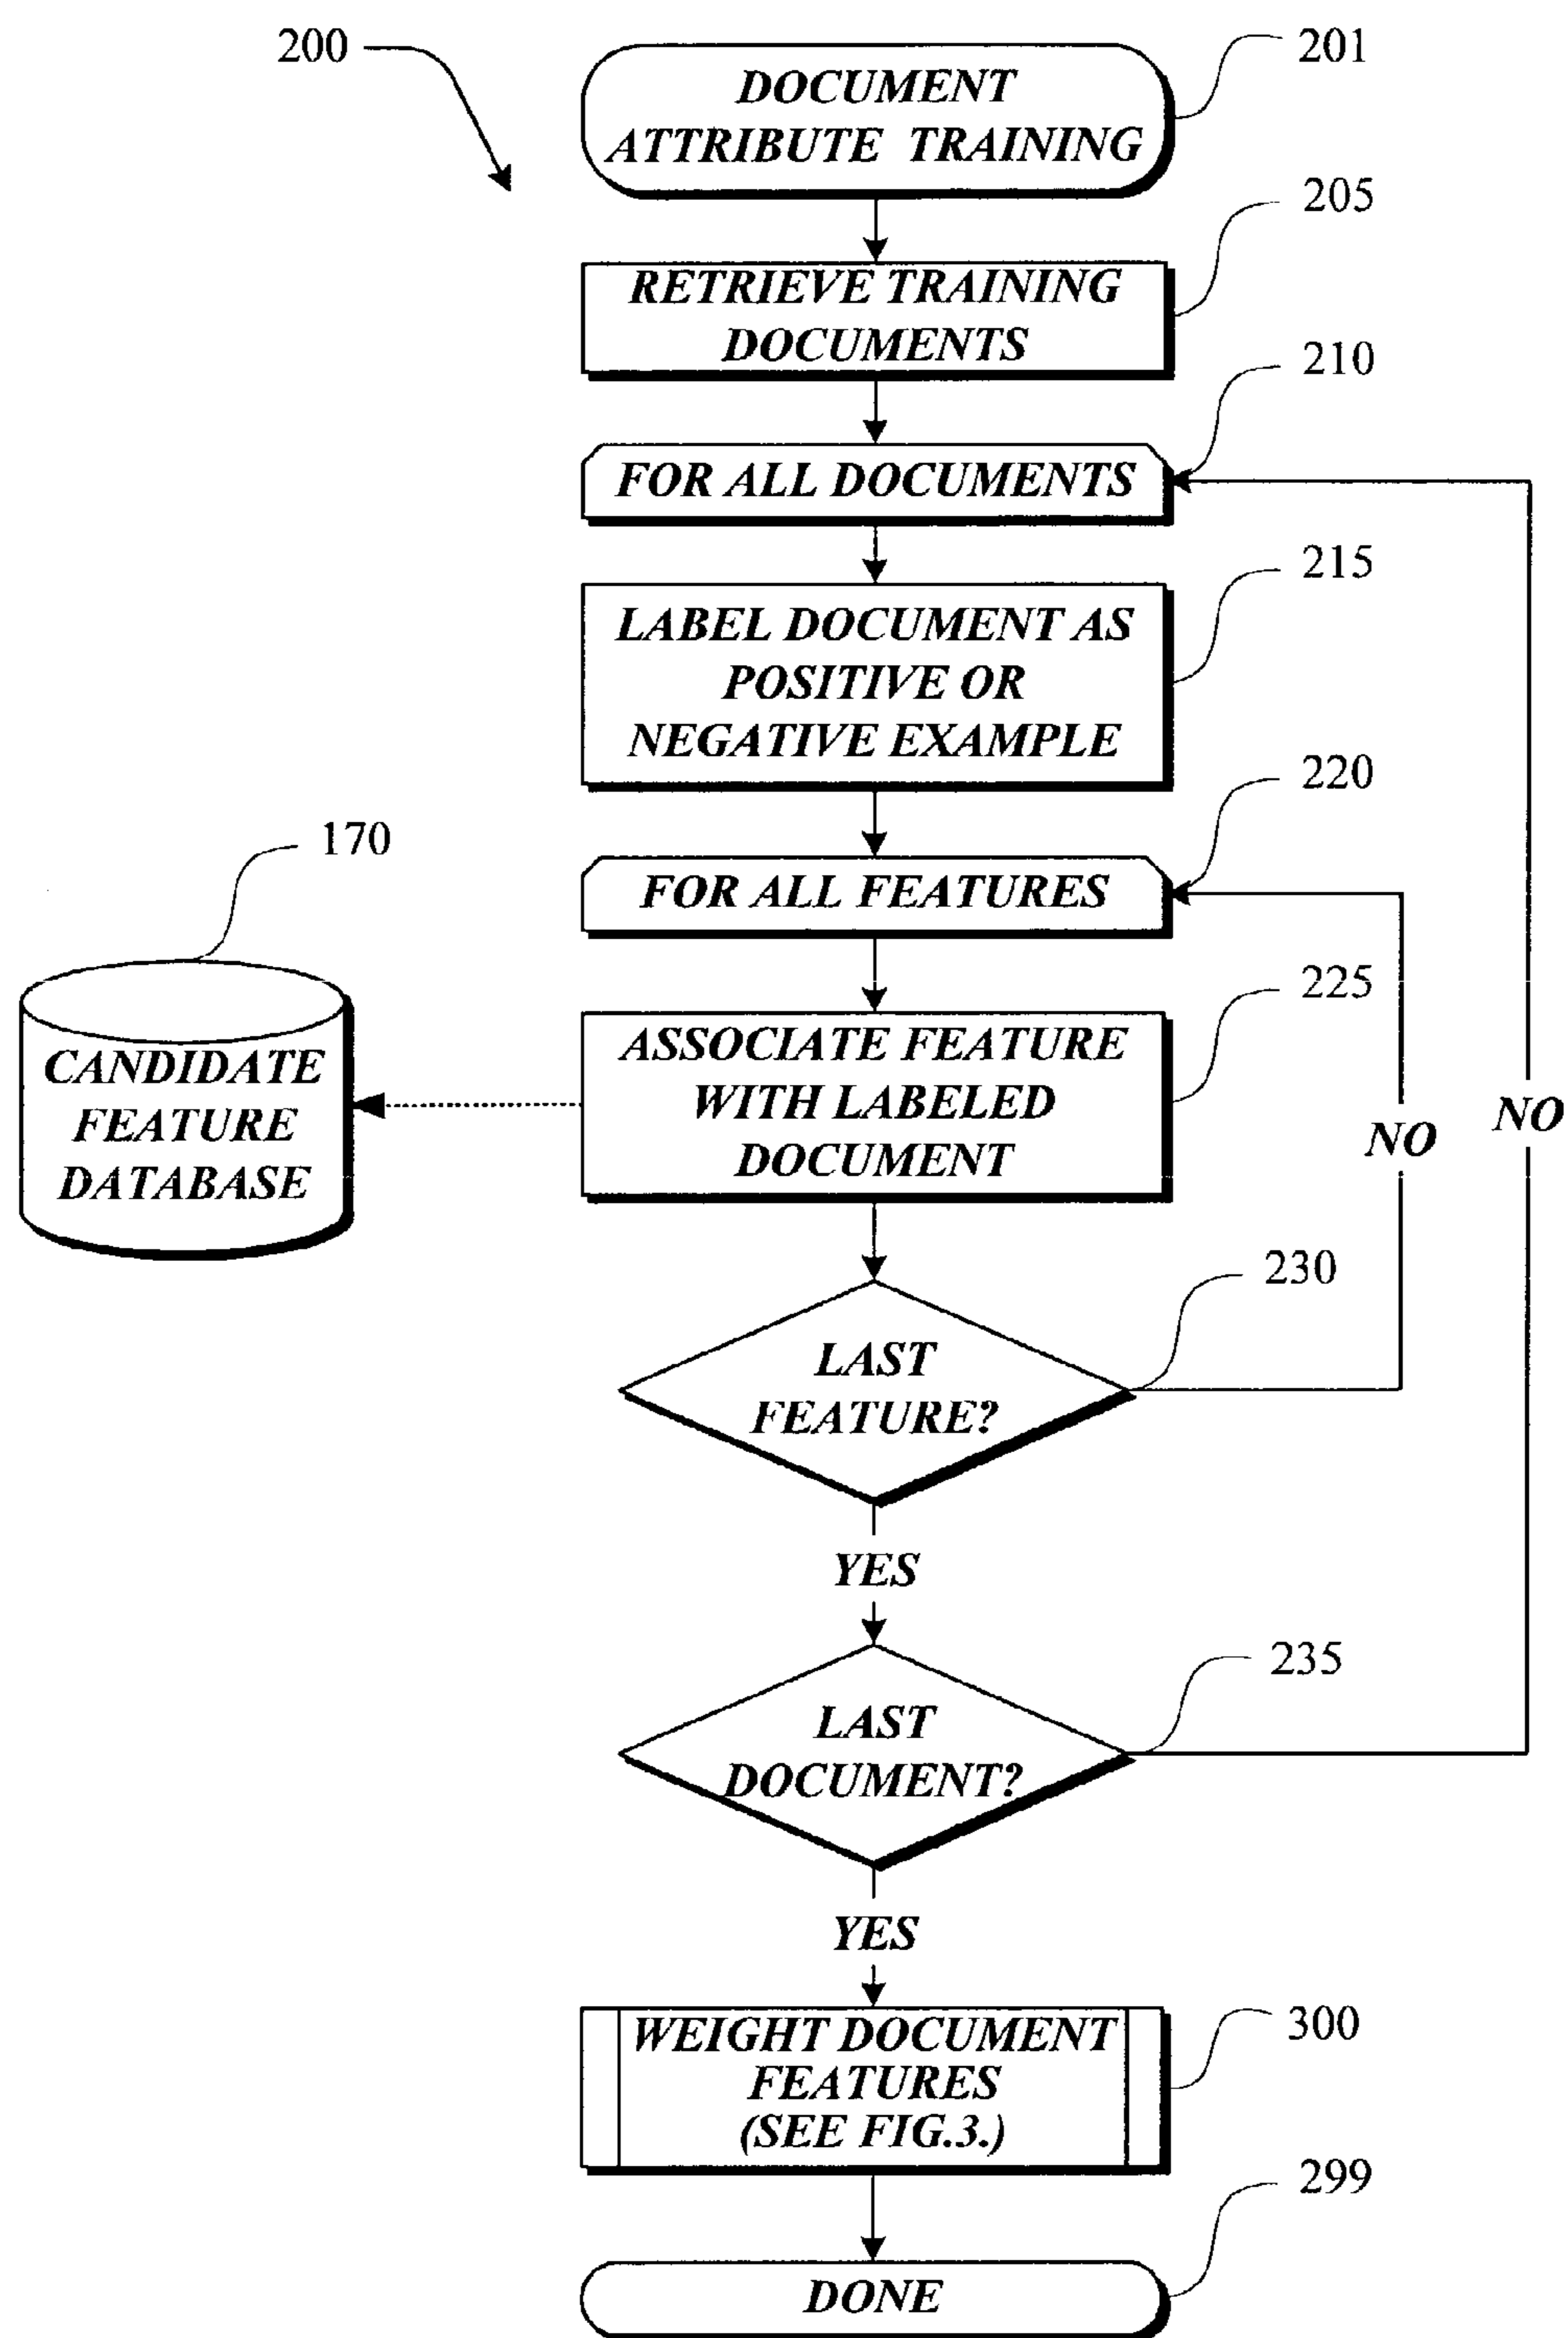 200
201
DOCUMENT
ATTRIBUTE TRAINING
205
RETRIEVE TRAINING
DOCUMENTS
210
FOR ALL DOCUMENTS
215
LABEL DOCUMENT AS
POSITIVE OR
NEGATIVE EXAMPLE
220
FOR ALL FEATURES
170
CANDIDATE
FEATURE
DATABASE
225
ASSOCIATE FEATURE
WITH LABELED
DOCUMENT
NO
NO
230
LAST
FEATURE?
YES
235
LAST
DOCUMENT?
YES
300
WEIGHT DOCUMENT
FEATURES
(SEE FIG.3.)
299
DONE